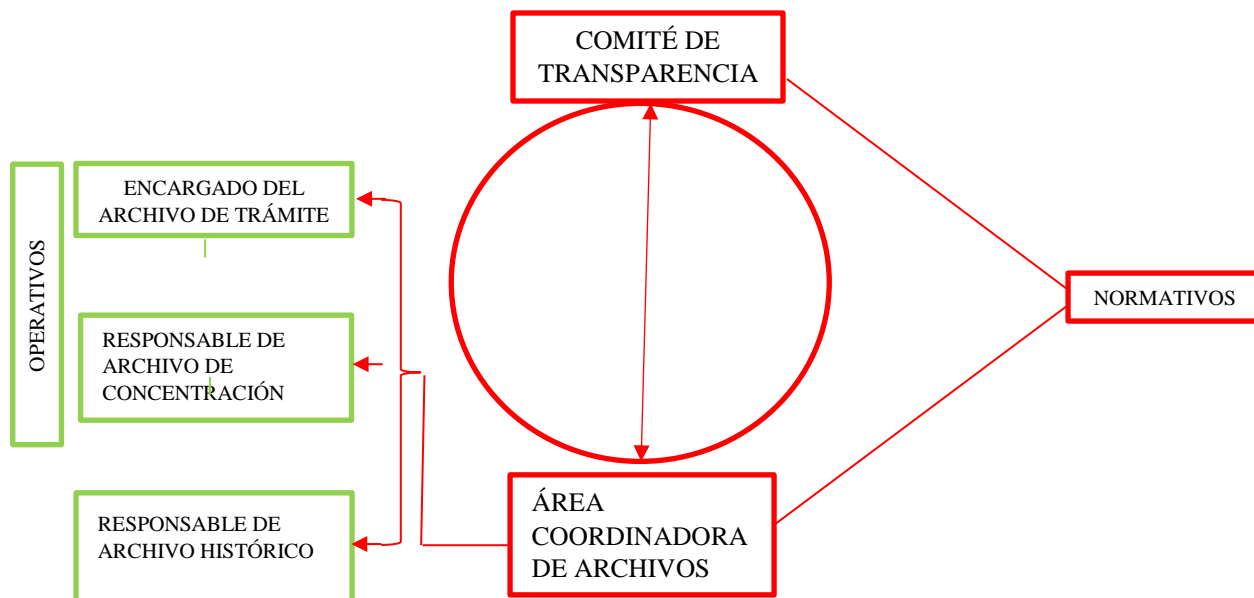 COMITÉ DE
TRANSPARENCIA
ENCARGADO DEL
ARCHIVO DE TRÁMITE
OPERATIVOS
RESPONSABLE DE
ARCHIVO DE
CONCENTRACIÓN
RESPONSABLE DE
ARCHIVO HISTÓRICO
ÁREA
COORDINADORA
DE ARCHIVOS
NORMATIVOS